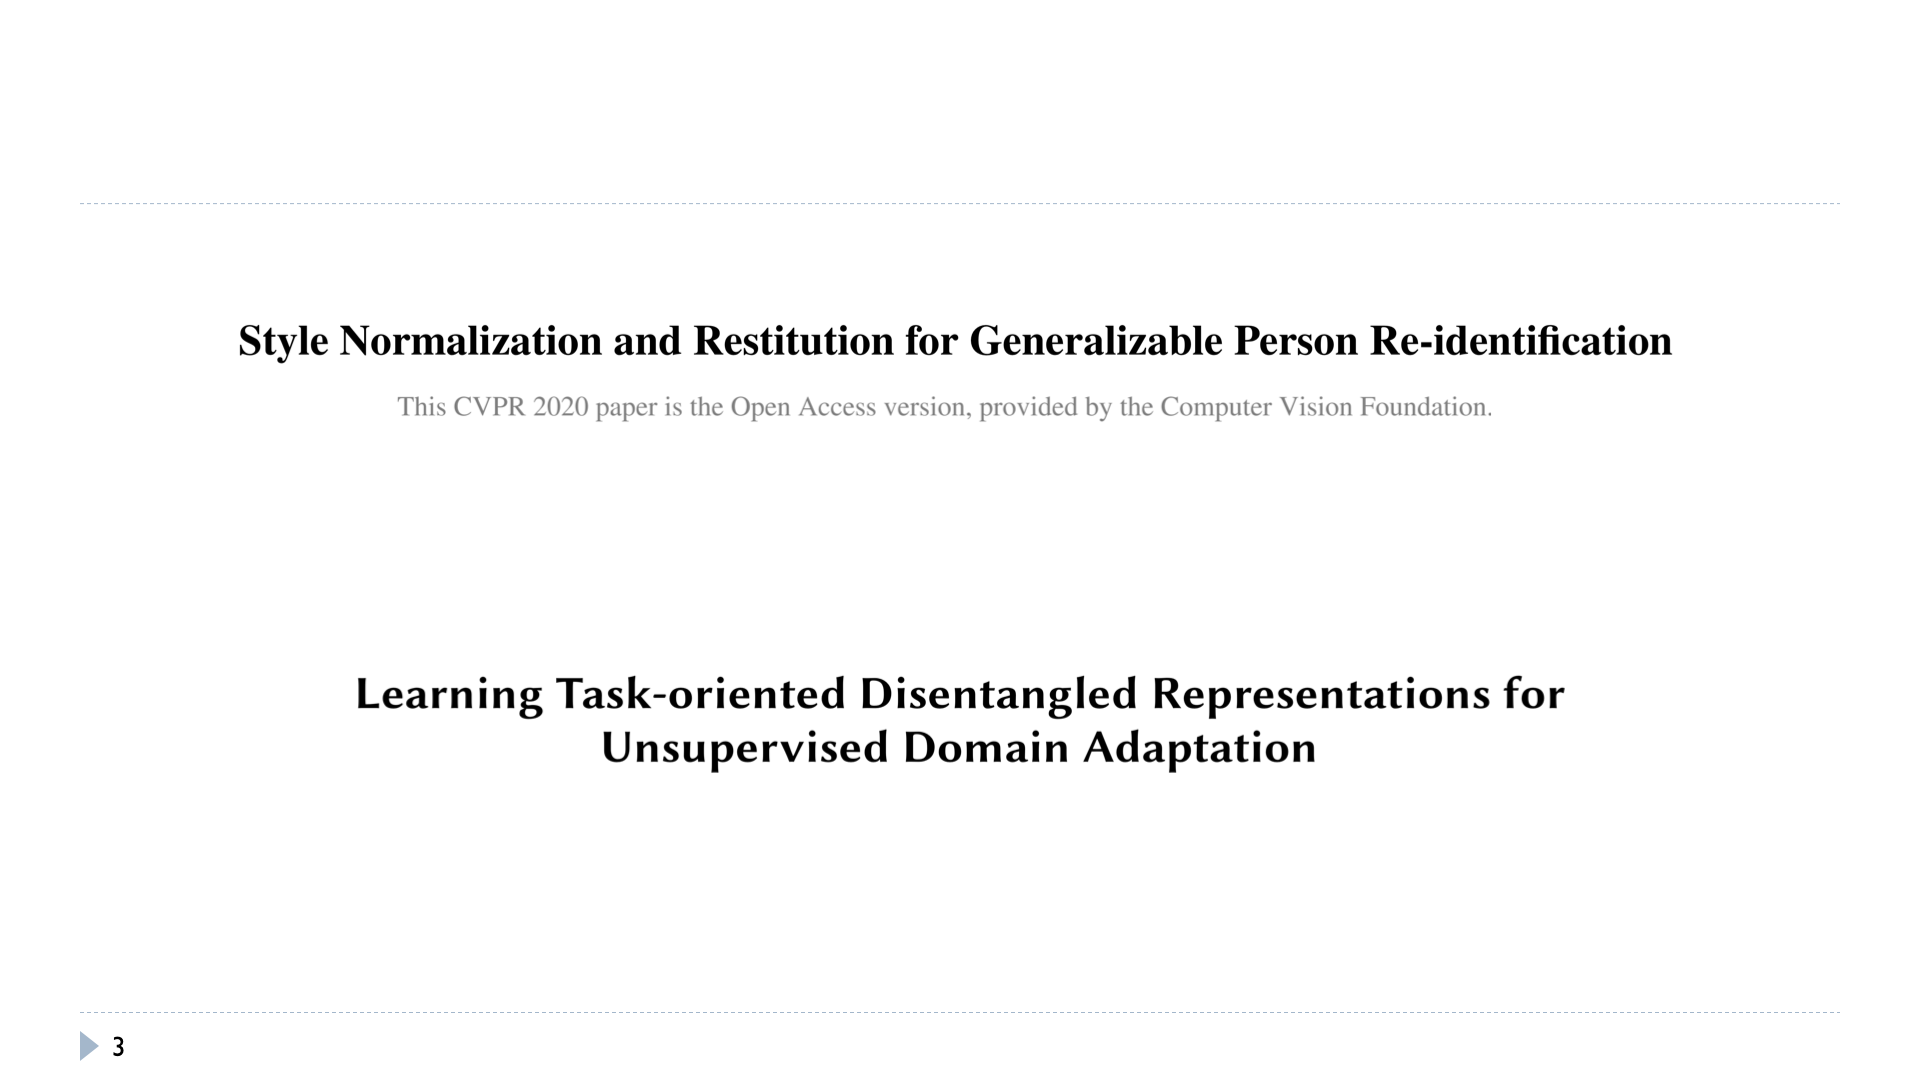 Style Normalization and Restitution for Generalizable Person Re-identification
This CVPR 2020 paper is the Open Access version, provided by the Computer Vision Foundation.
Learning Task-oriented Disentangled Representations for
Unsupervised Domain Adaptation
3